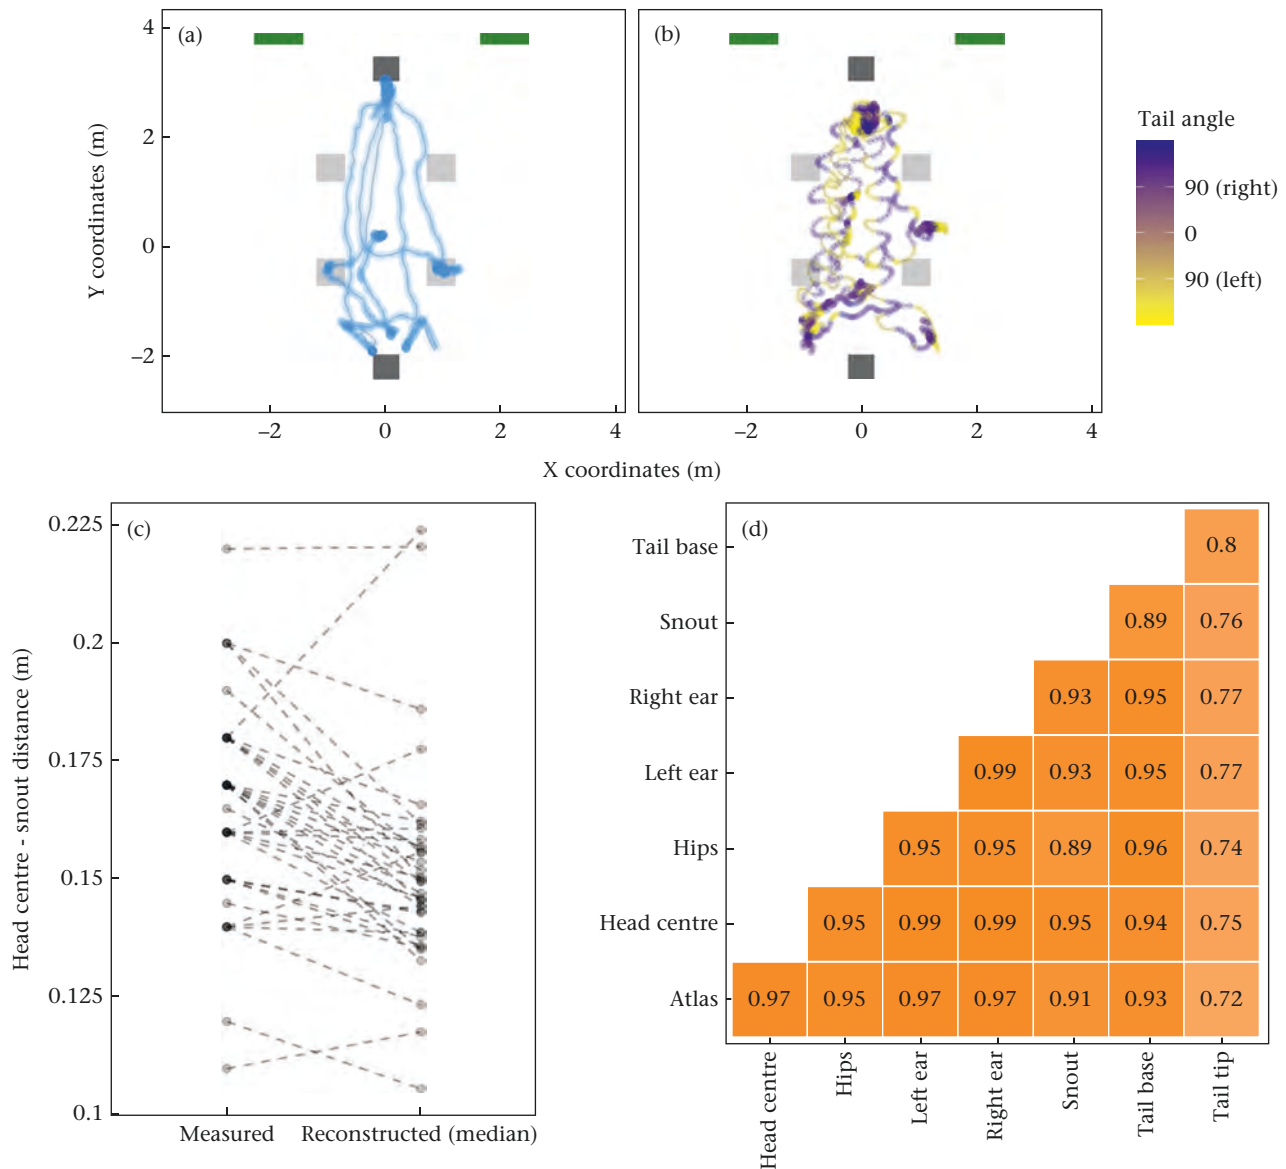 (a)
(b)
4
2
0
−2
Y coordinates (m)
−2
0
2
4
−2
0
2
4
X coordinates (m)
Tail angle
90 (right)
0
90 (left)
(c)
0.225
0.2
0.175
0.15
0.125
0.1
Head centre - snout distance (m)
Measured
Reconstructed (median)
(d)
Tail base
0.8
Snout
0.89 0.76
Right ear
0.93 0.95 0.77
Left ear
0.99 0.93 0.95 0.77
Hips
0.95 0.95 0.89 0.96 0.74
Head centre
0.95 0.99 0.99 0.95 0.94 0.75
Atlas
0.97 0.95 0.97 0.97 0.91 0.93 0.72
Head centre
Hips
Left ear
Right ear
Snout
Tail base
Tail tip